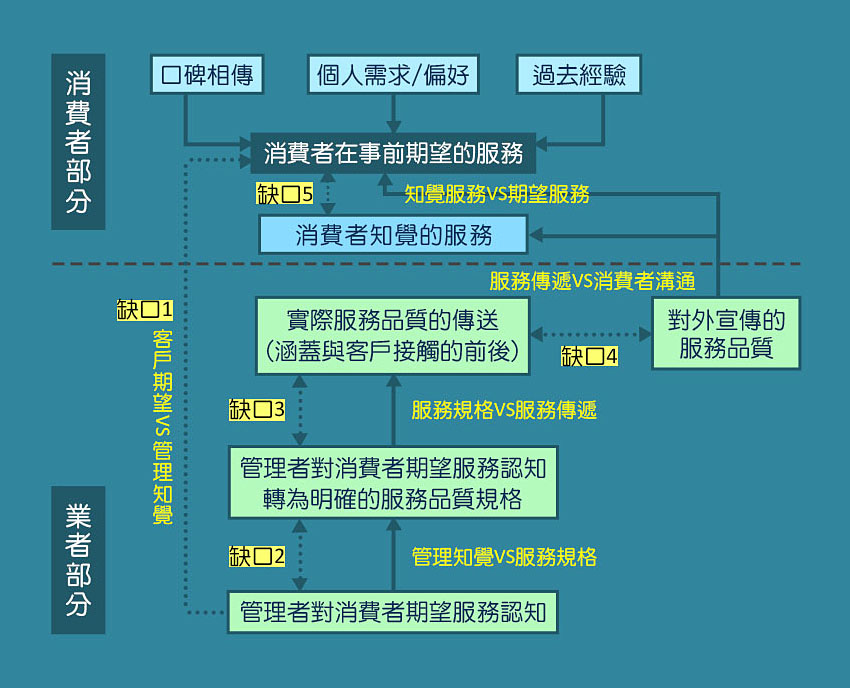 消費者部分
口碑相傳
個人需求/偏好
過去經驗
消費者在事前期望的服務
缺口5
知覺服務VS期望服務
消費者知覺的服務
服務傳遞VS消費者溝通
缺口1
客戶期望VS管理知覺
實際服務品質的傳送
(涵蓋與客戶接觸的前後)
缺口4
對外宣傳的
服務品質
缺口3
服務規格VS服務傳遞
管理者對消費者期望服務認知
轉為明確的服務品質規格
業者部分
缺口2
管理知覺VS服務規格
管理者對消費者期望服務認知